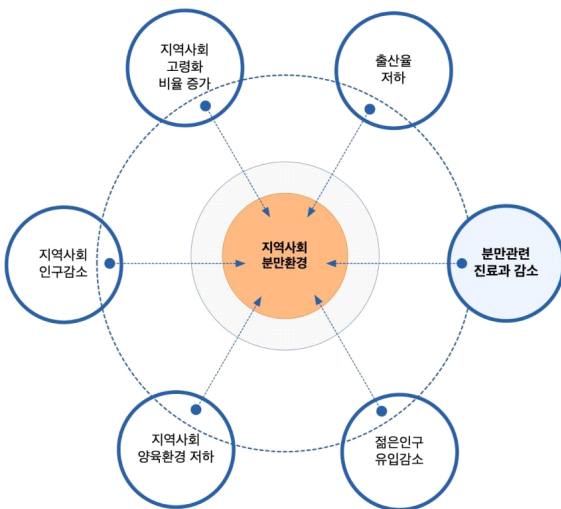 지역사회
고령화
비율 증가
출산율
저하
지역사회
인구감소
지역사회
분만환경
분만관련
진료과 감소
지역사회
양육환경 저하
젊은인구
유입감소